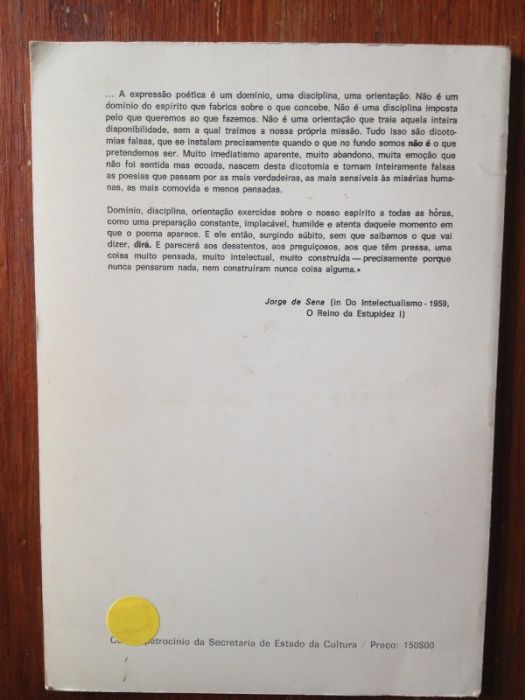 ... A expressão poética é um domínio, uma disciplina, uma orientação. Não é um
domínio do espírito que fabrica sobre o que concebe. Não é uma disciplina imposta
pelo que queremos ao que fazemos. Não é uma orientação que traia aquela inteira
disponibilidade, sem a qual traímos a nossa própria missão. Tudo isso são dicoto-
mias falsas, que se instalam precisamente quando o que no fundo somos não é o que
pretendemos ser. Muito imediatismo aparente, muito abandono, muita emoção que
não foi sentida mas ecoada, nascem desta dicotomia e tornam inteiramente falsas
as poesias que passam por as mais verdadeiras, as mais sensíveis às misérias huma-
nas, as mais comovida e menos pensadas.
Domínio, disciplina, orientação exercidas sobre o nosso espírito a todas as horas,
como uma preparação constante, implacável, humilde e atenta daquele momento em
que o poema aparece. E ele então, surgindo súbito, sem que saibamos o que vai
dizer, dirá. E parecerá aos desatentos, aos preguiçosos, aos que têm pressa, uma
coisa muito pensada, muito intelectual, muito construída — precisamente porque
nunca pensaram nada, nem construíram nunca coisa alguma.»
Jorge de Sena (in Do Intelectualismo - 1959,
O Reino da Estupidez I)
patrocínio da Secretaria de Estado da Cultura / Preço: 150$00